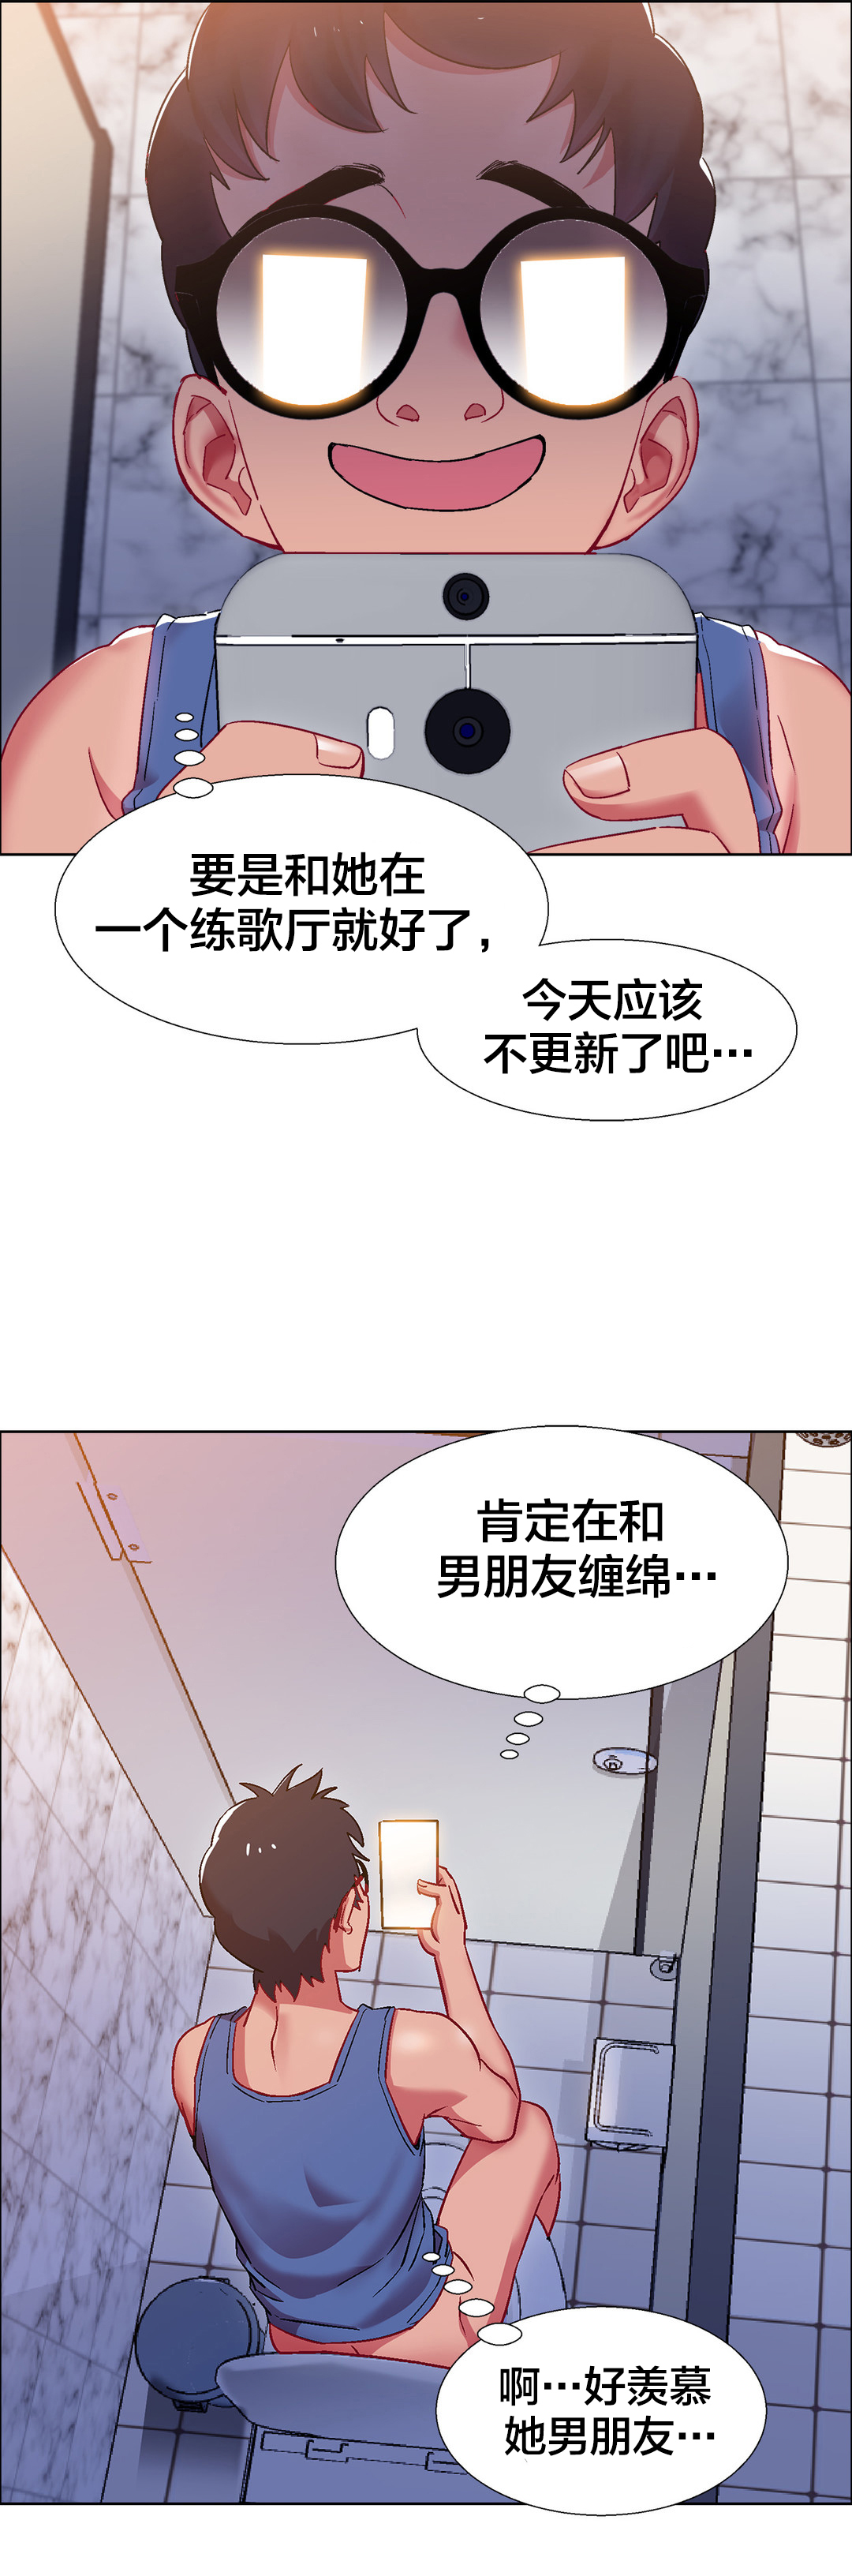 要是和她在
一个练歌厅就好了，
今天应该
不更新了吧…
肯定在和
男朋友缠绵…
啊…好羡慕
她男朋友…